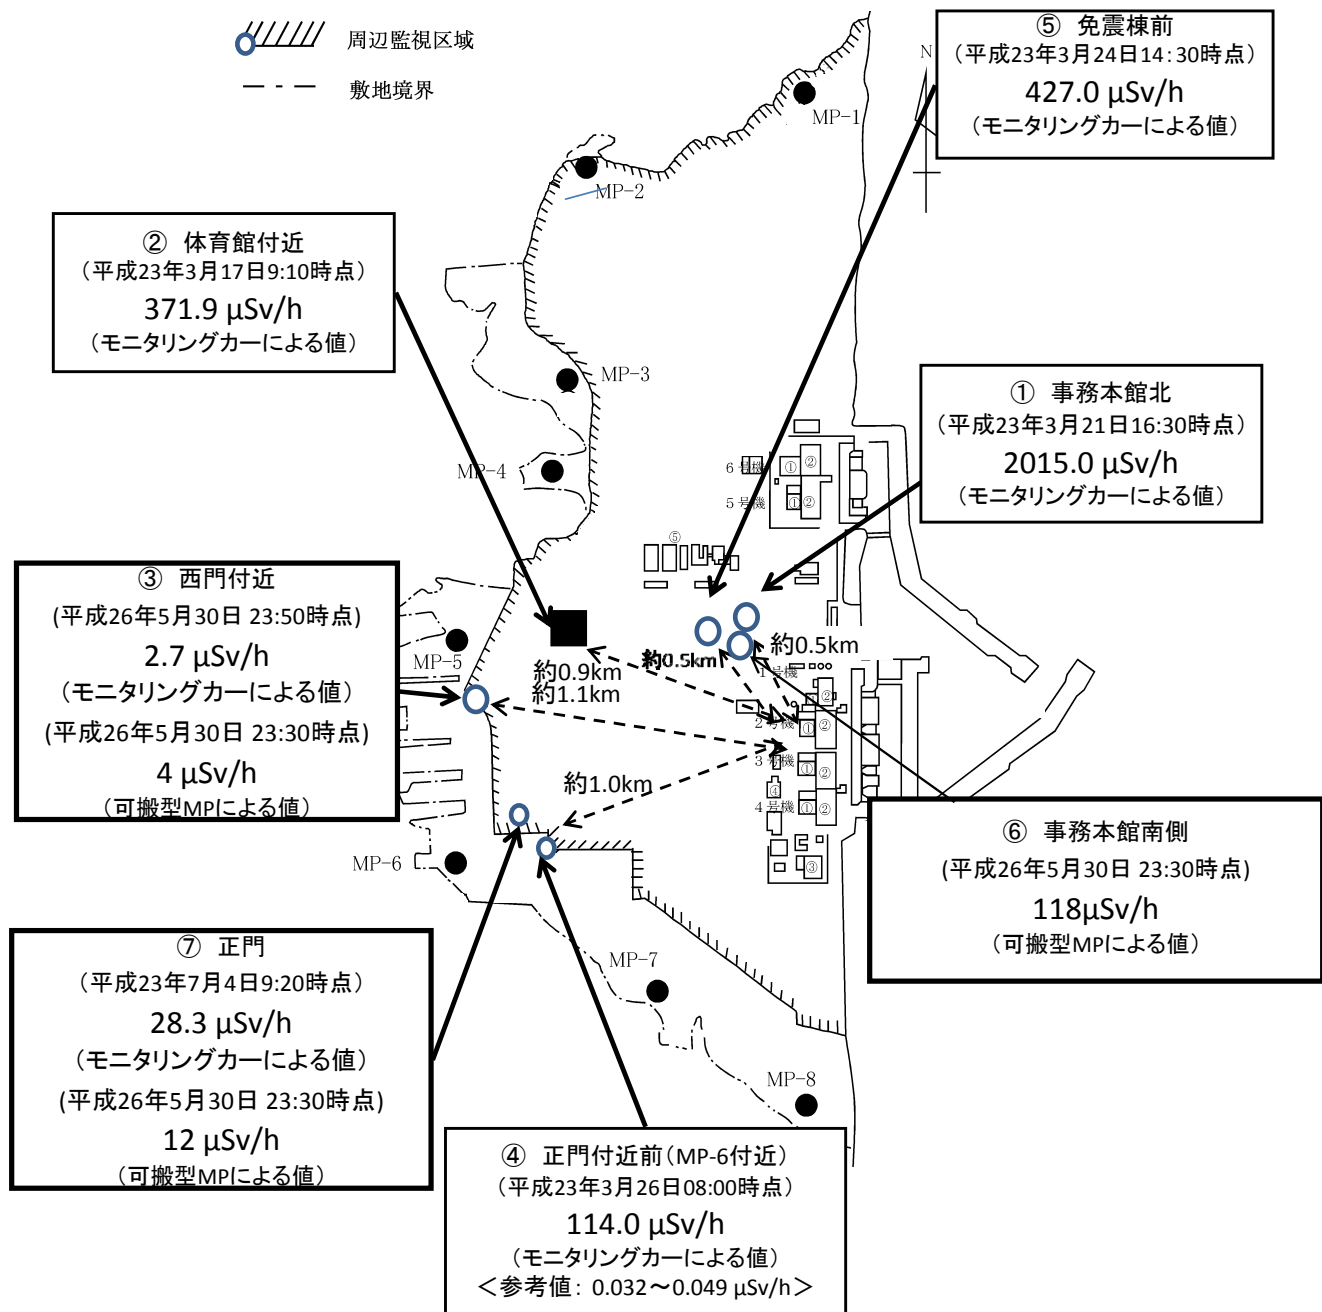 周辺監視区域
敷地境界
⑤ 免震棟前
(平成23年3月24日14:30時点)
427.0 μSv/h
(モニタリングカーによる値)
N
MP-1
MP-2
② 体育館付近
(平成23年3月17日9:10時点)
371.9 μSv/h
(モニタリングカーによる値)
MP-3
① 事務本館北
(平成23年3月21日16:30時点)
2015.0 μSv/h
(モニタリングカーによる値)
MP-4
6号機
① ②
5号機
① ②
⑤
③ 西門付近
(平成26年5月30日 23:50時点)
2.7 μSv/h
(モニタリングカーによる値)
(平成26年5月30日 23:30時点)
4 μSv/h
(可搬型MPによる値)
MP-5
約0.9km
約0.5km
約0.5km
約1.1km
1号機
②
2号機
① ②
3号機
① ②
④
4号機
① ②
③
約1.0km
MP-6
⑥ 事務本館南側
(平成26年5月30日 23:30時点)
118μSv/h
(可搬型MPによる値)
⑦ 正門
(平成23年7月4日9:20時点)
28.3 μSv/h
(モニタリングカーによる値)
(平成26年5月30日 23:30時点)
12 μSv/h
(可搬型MPによる値)
MP-7
MP-8
④ 正門付近前(MP-6付近)
(平成23年3月26日08:00時点)
114.0 μSv/h
(モニタリングカーによる値)
<参考値: 0.032～0.049 μSv/h>